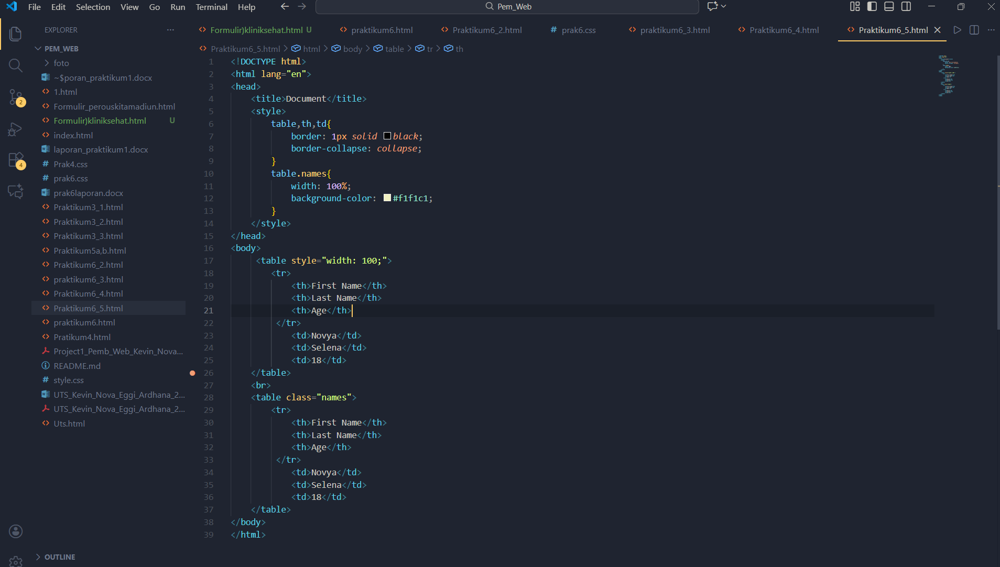 File Edit Selection View Go Run Terminal Help
Pem_Web
EXPLORER
PEM_WEB
foto
~$poran_praktikum1.docx
1.html
Formulir_perouskitamadiun.html
Formulir)kliniksehat.html U
index.html
laporan_praktikum1.docx
Prak4.css
prak6.css
prak6laporan.docx
Praktikum3_1.html
Praktikum3_2.html
Praktikum3_3.html
Praktikum5a,b.html
Praktikum6_2.html
praktikum6_3.html
Praktikum6_4.html
Praktikum6_5.html
praktikum6.html
Pratikum4.html
Project1_Pemb_Web_Kevin_Nova...
README.md
style.css
UTS_Kevin_Nova_Eggi_Ardhana_2...
UTS_Kevin_Nova_Eggi_Ardhana_2...
Uts.html
OUTLINE
2
4
Formulir)kliniksehat.html U praktikum6.html Praktikum6_2.html # prak6.css praktikum6_3.html Praktikum6_4.html Praktikum6_5.html
Praktikum6_5.html > html > body > table > tr > th
1 <!DOCTYPE html>
2 <html lang="en">
3 <head>
4 <title>Document</title>
5 <style>
6 table,th,td{
7 border: 1px solid black;
8 border-collapse: collapse;
9 }
10 table.names{
11 width: 100%;
12 background-color: #f1f1c1;
13 }
14 </style>
15 </head>
16 <body>
17 <table style="width: 100;">
18 <tr>
19 <th>First Name</th>
20 <th>Last Name</th>
21 <th>Age</th>
22 </tr>
23 <td>Novya</td>
24 <td>Selena</td>
25 <td>18</td>
26 </table>
27 <br>
28 <table class="names">
29 <tr>
30 <th>First Name</th>
31 <th>Last Name</th>
32 <th>Age</th>
33 </tr>
34 <td>Novya</td>
35 <td>Selena</td>
36 <td>18</td>
37 </table>
38 </body>
39 </html>